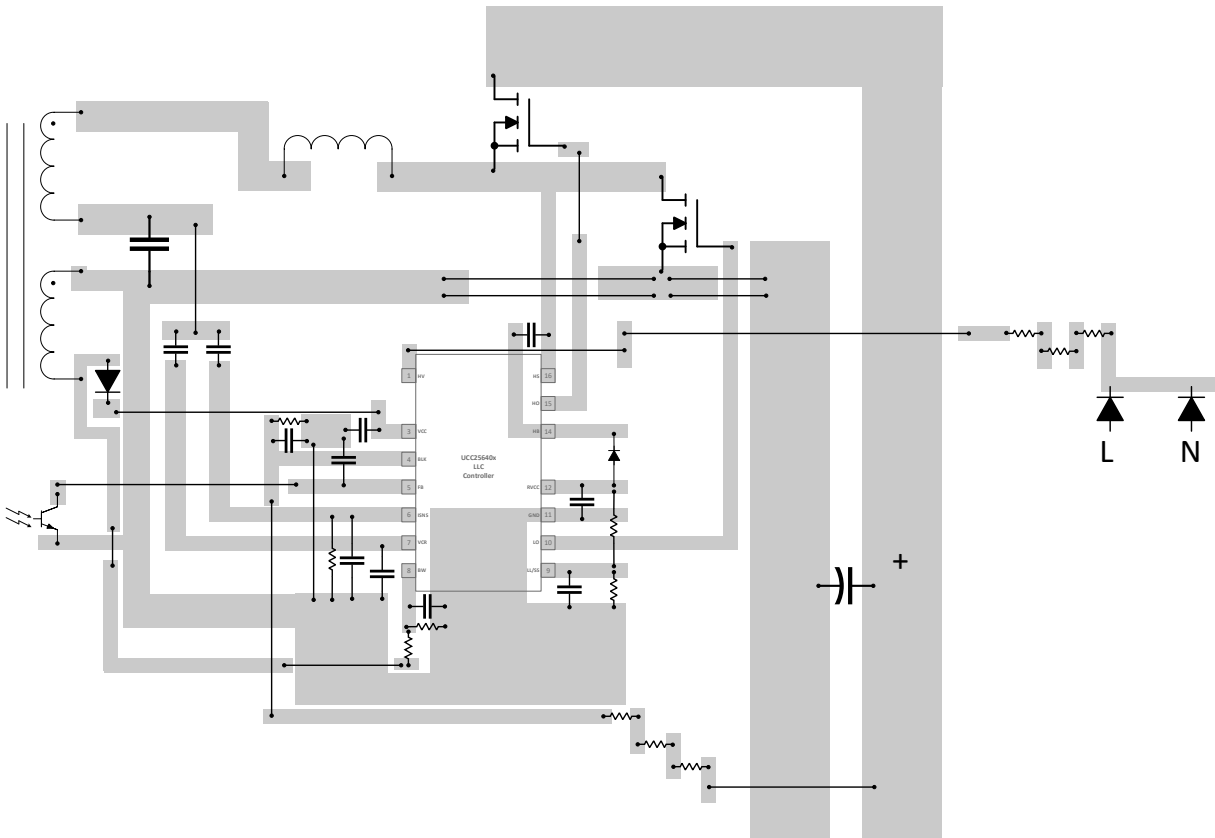 1 HV
HS 16
HO 15
3 VCC
HB 14
4 BLK
UCC25640x
LLC
Controller
5 FB
RVCC 12
6 ISNS
GND 11
7 VCR
LO 10
8 BW
LL/SS 9
L
N
+